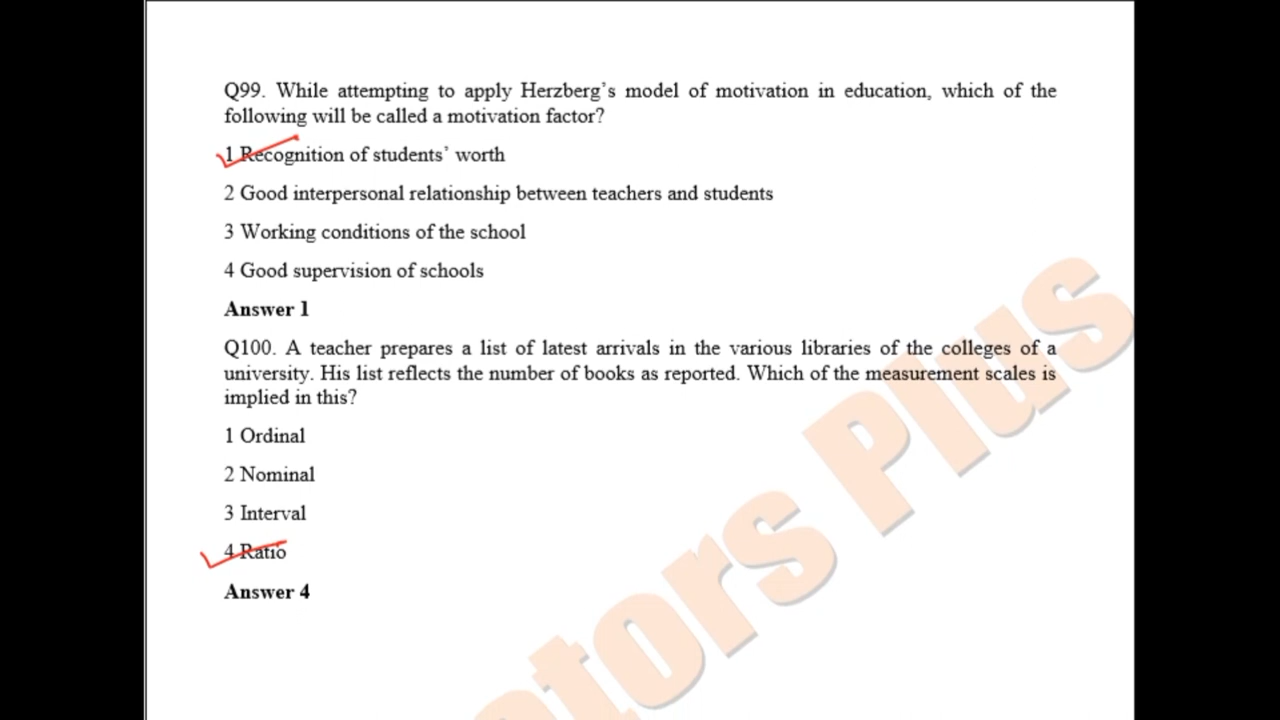 Q99. While attempting to apply Herzberg's model of motivation in education, which of the
following will be called a motivation factor?
1 Recognition of students' worth
2 Good interpersonal relationship between teachers and students
3 Working conditions of the school
4 Good supervision of schools
Answer 1
Q100. A teacher prepares a list of latest arrivals in the various libraries of the colleges of a
university. His list reflects the number of books as reported. Which of the measurement scales is
implied in this?
1 Ordinal
2 Nominal
3 Interval
4 Ratio
Answer 4
tors Plus